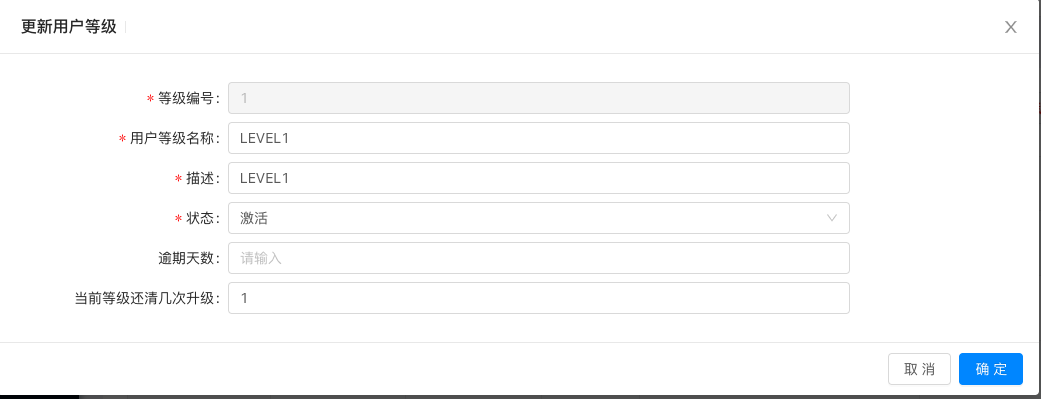 更新用户等级
* 等级编号: 1
* 用户等级名称: LEVEL1
* 描述: LEVEL1
* 状态: 激活
逾期天数: 请输入
当前等级还清几次升级: 1
取 消 确 定